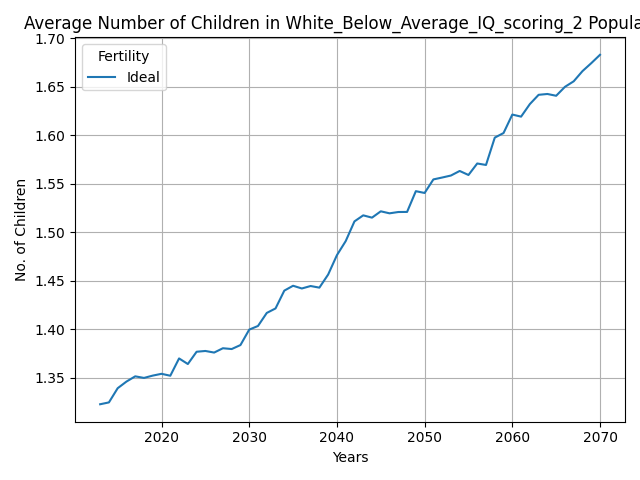 Average Number of Children in White_Below_Average_IQ_scoring_2 Popula
Fertility
Ideal
1.70
1.65
1.60
1.55
1.50
1.45
1.40
1.35
No. of Children
2020 2030 2040 2050 2060 2070
Years